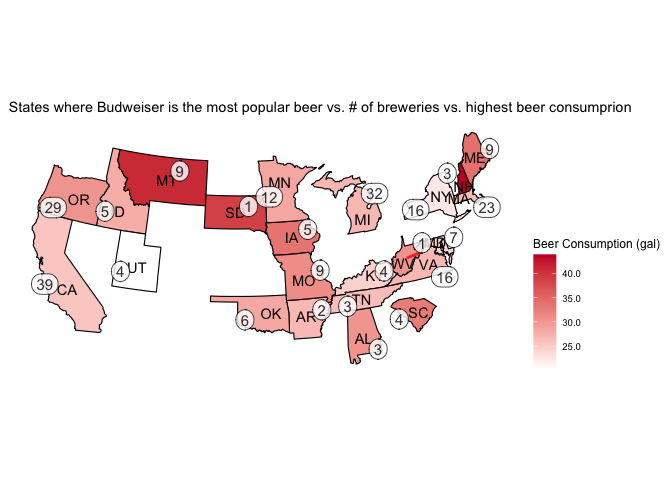 States where Budweiser is the most popular beer vs. # of breweries vs. highest beer consumprion
9
ME
3
NH
9
MT
MN
12
32
NY
MA
23
16
OR
29
5
D
SD
1
MI
IA
5
1
7
WV
VA
16
Beer Consumption (gal)
40.0
35.0
30.0
25.0
4
UT
39
CA
MO
9
K
4
TN
3
OK
6
AR
2
SC
4
AL
3